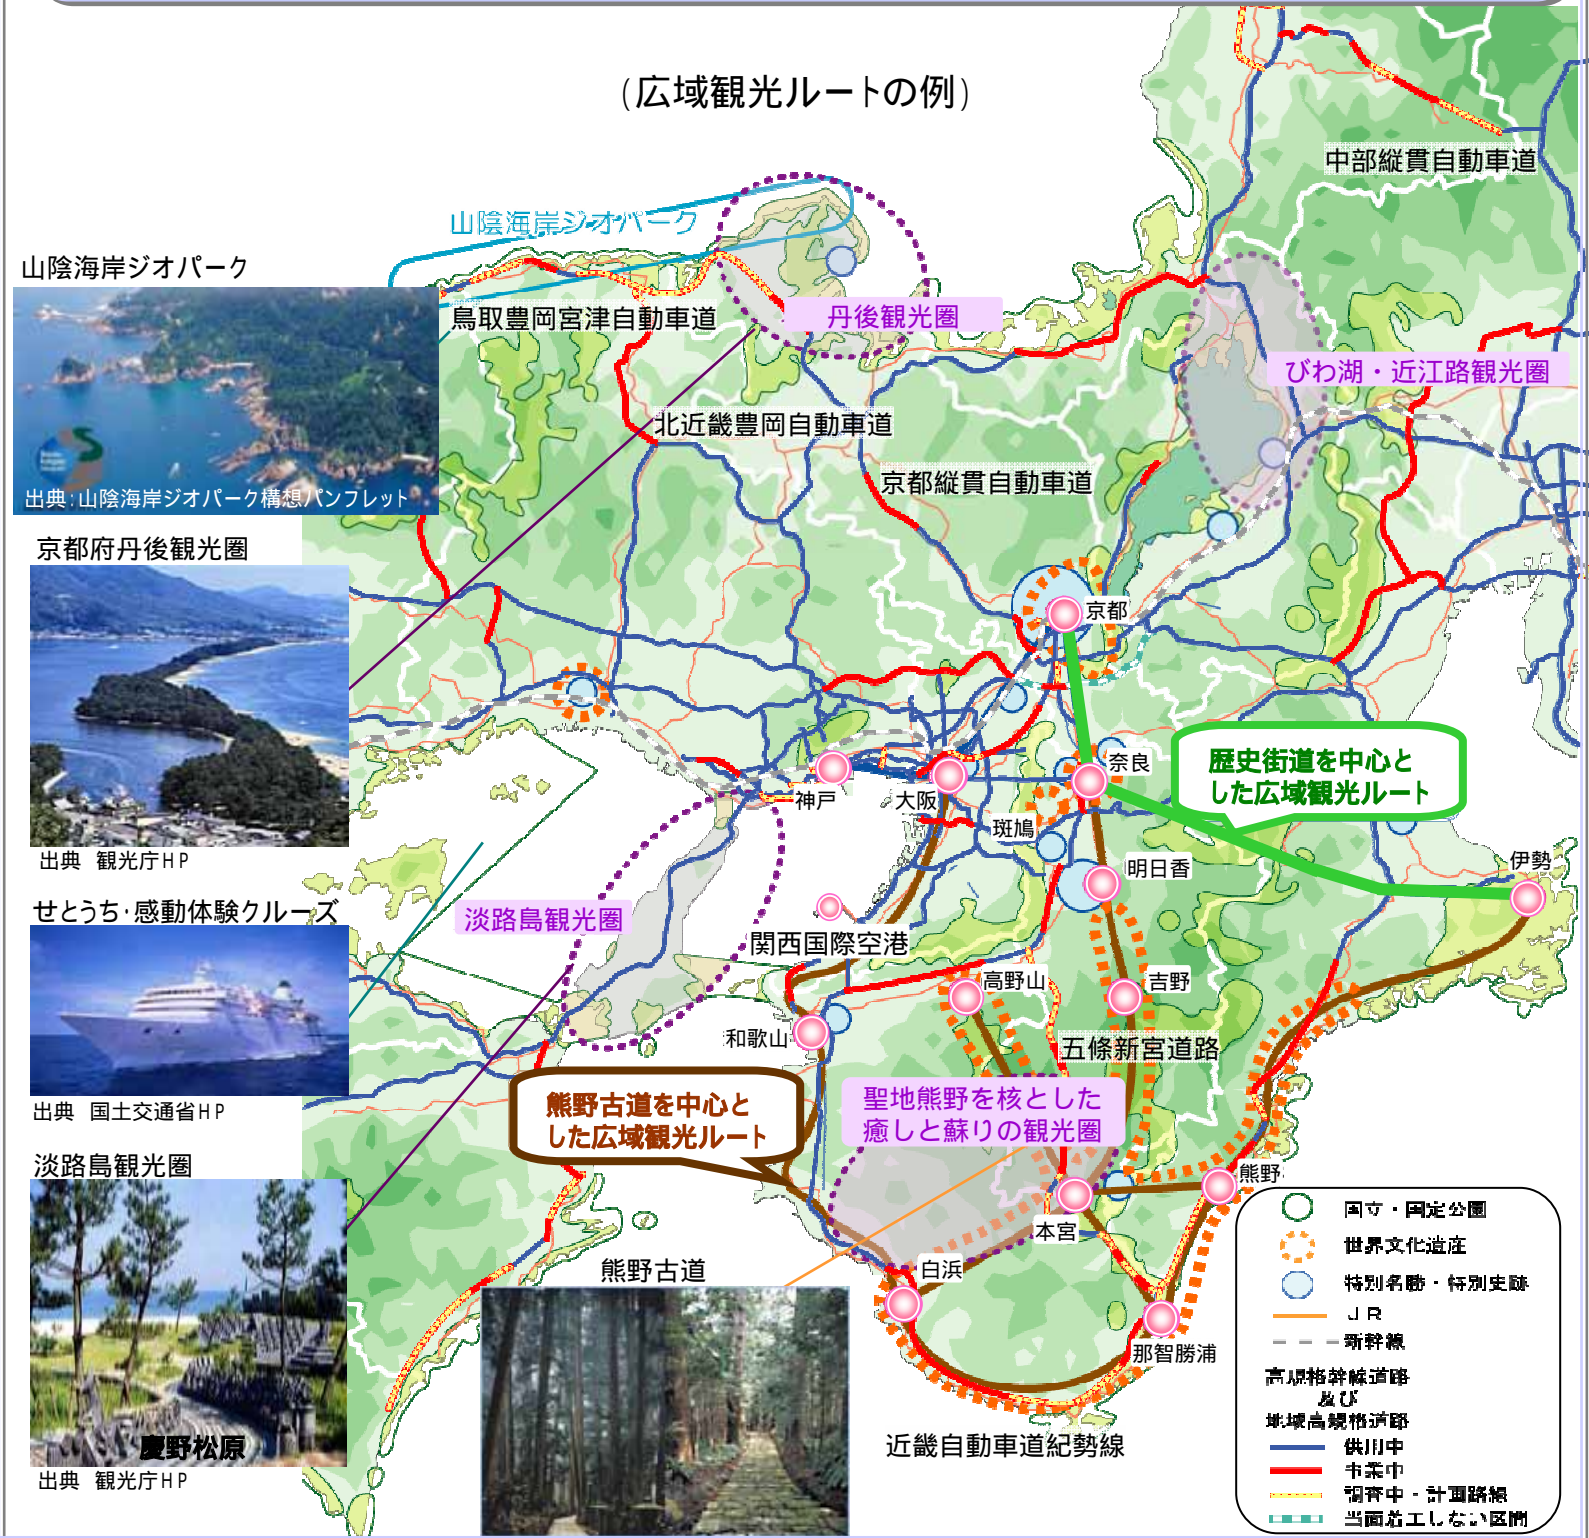 (広域観光ルートの例)
中部縦貫自動車道
山陰海岸ジオパーク
山陰海岸ジオパーク
鳥取豊岡宮津自動車道
丹後観光圏
びわ湖・近江路観光圏
北近畿豊岡自動車道
京都縦貫自動車道
出典:山陰海岸ジオパーク構想パンフレット
京都府丹後観光圏
京都
奈良
歴史街道を中心と
した広域観光ルート
神戸
大阪
斑鳩
出典 観光庁HP
明日香
伊勢
せとうち・感動体験クルーズ
淡路島観光圏
関西国際空港
高野山
吉野
和歌山
五條新宮道路
出典 国土交通省HP
熊野古道を中心と
した広域観光ルート
聖地熊野を核とした
癒しと蘇りの観光圏
淡路島観光圏
熊野
本宮
白浜
熊野古道
那智勝浦
慶野松原
近畿自動車道紀勢線
出典 観光庁HP
国立・国定公園
世界文化遺産
特別名勝・特別史跡
JR
新幹線
高規格幹線道路
及び
地域高規格道路
供用中
事業中
調査中・計画路線
当面着工しない区間